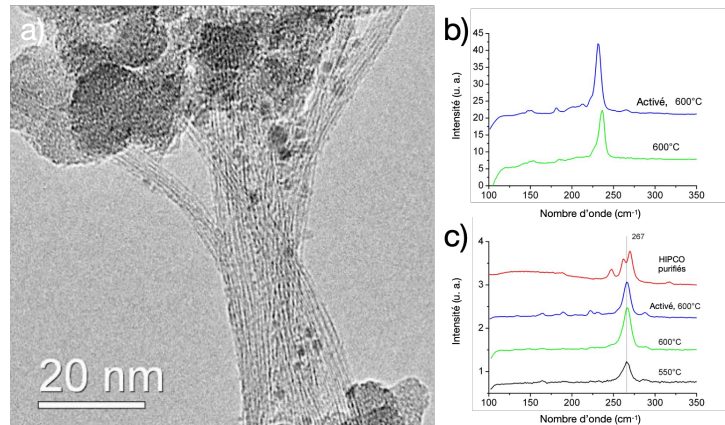 a)
20 nm
b)
Intensité (u. a.)
45
40
35
30
25
20
15
10
5
0
Activé, 600°C
600°C
100
150
200
250
300
350
Nombre d'onde (cm⁻¹)
c)
Intensité (u. a.)
4
3
2
1
267
HIPCO
purifiés
Activé, 600°C
600°C
550°C
100
150
200
250
300
350
Nombre d'onde (cm⁻¹)